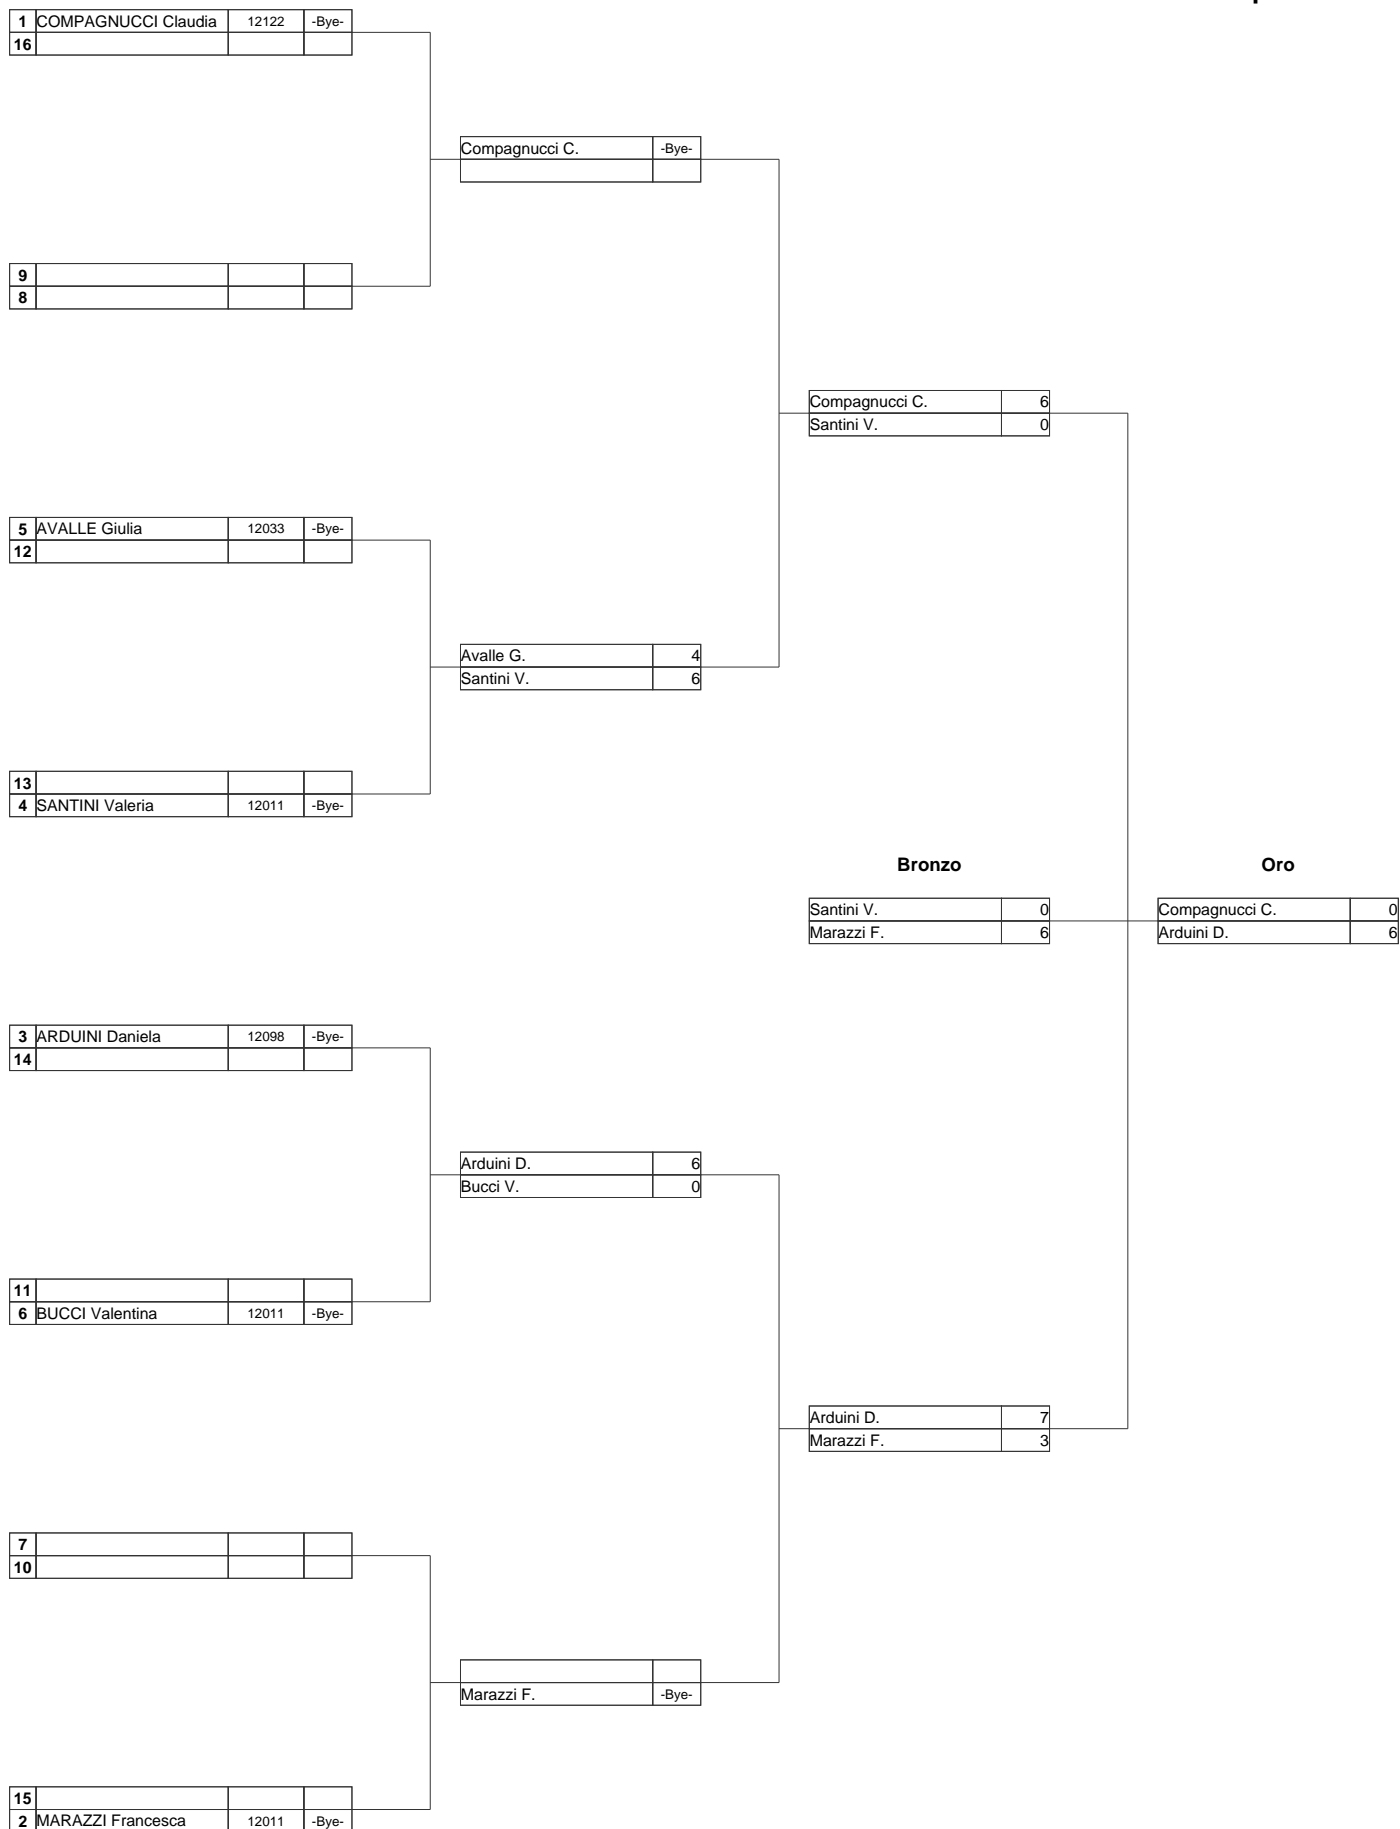 1 COMPAGNUCCI Claudia 12122 -Bye-
16
Compagnucci C. -Bye-
9
8
Compagnucci C. 6
Santini V. 0
5 AVALLE Giulia 12033 -Bye-
12
Avalle G. 4
Santini V. 6
13
4 SANTINI Valeria 12011 -Bye-
Bronzo Oro
Santini V. 0 Compagnucci C. 0
Marazzi F. 6 Arduini D. 6
3 ARDUINI Daniela 12098 -Bye-
14
Arduini D. 6
Bucci V. 0
11
6 BUCCI Valentina 12011 -Bye-
Arduini D. 7
Marazzi F. 3
7
10
Marazzi F. -Bye-
15
2 MARAZZI Francesca 12011 -Bye-